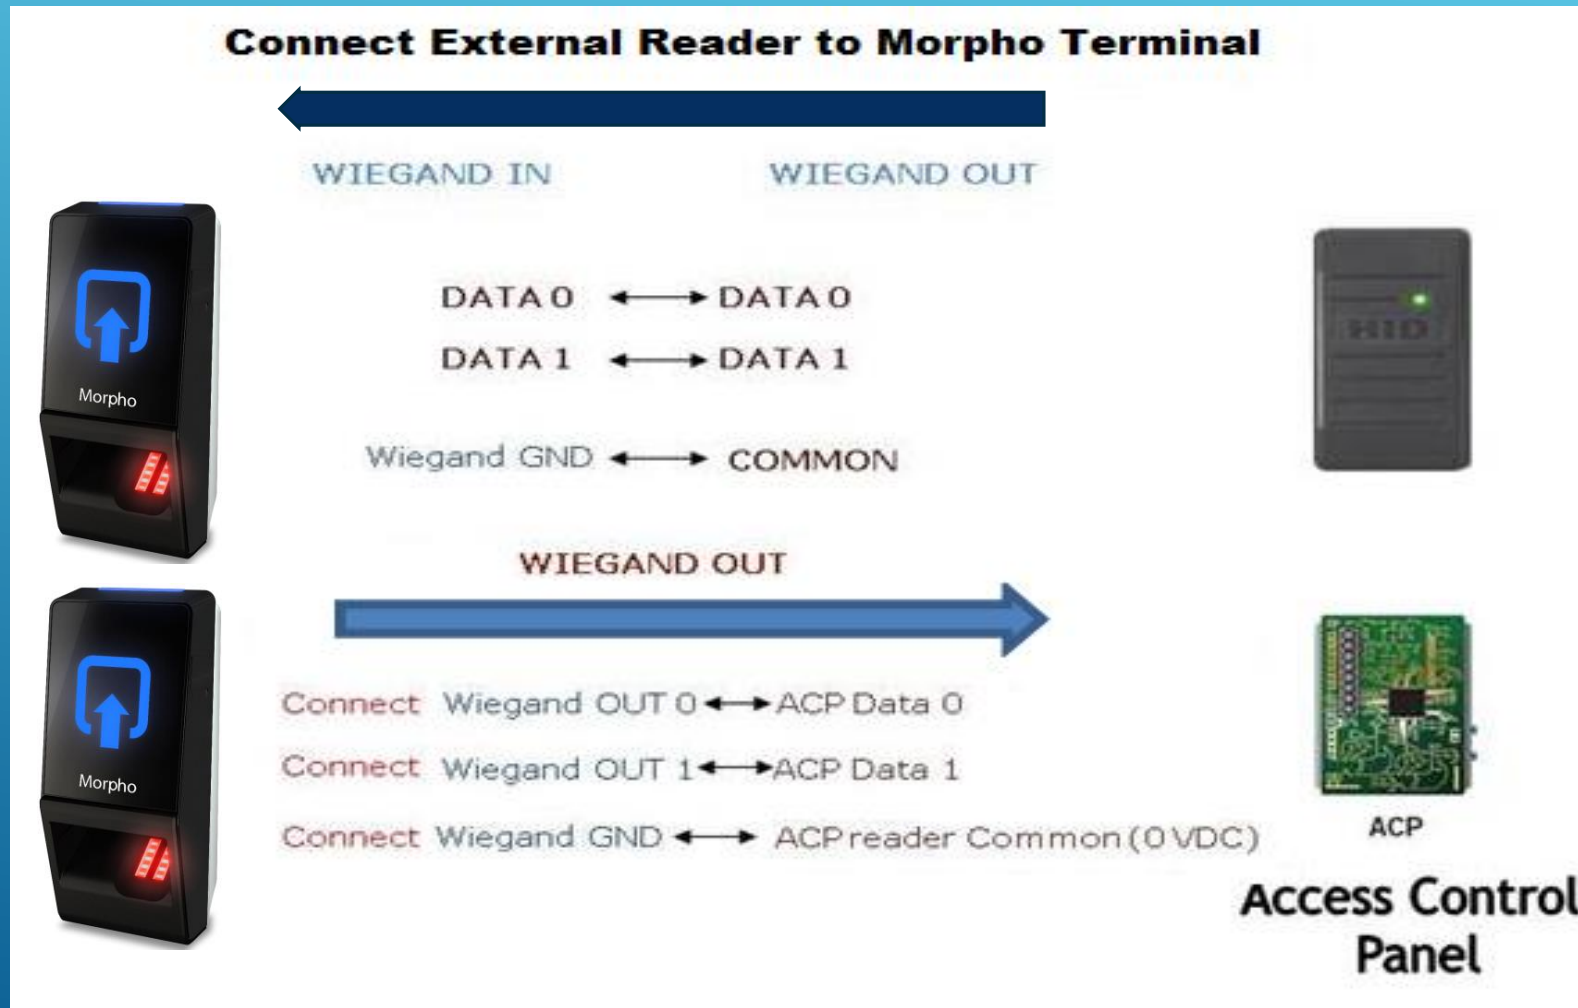 Connect External Reader to Morpho Terminal
WIEGAND IN WIEGAND OUT
DATA 0 DATA 0
DATA 1 DATA 1
Wiegand GND COMMON
Morpho
HID
WIEGAND OUT
Connect Wiegand OUT 0 ACP Data 0
Connect Wiegand OUT 1 ACP Data 1
Connect Wiegand GND ACP reader Common (0 VDC)
Morpho
ACP
Access Control
Panel